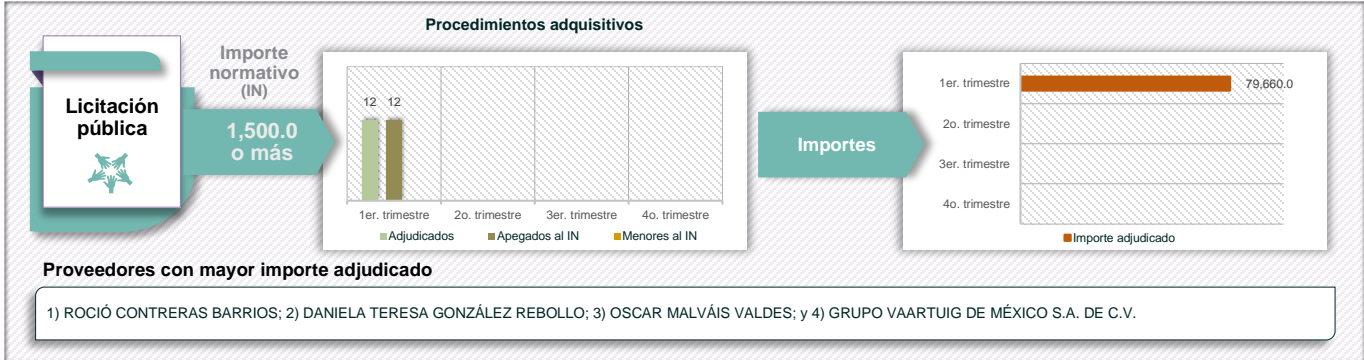 Procedimientos adquisitivos
Licitación
pública
Importe
normativo
(IN)
1,500.0
o más
12 12
1er. trimestre 2o. trimestre 3er. trimestre 4o. trimestre
Adjudicados Apegados al IN Menores al IN
Importes
1er. trimestre 79,660.0
2o. trimestre
3er. trimestre
4o. trimestre
Importe adjudicado
Proveedores con mayor importe adjudicado
1) ROCIÓ CONTRERAS BARRIOS; 2) DANIELA TERESA GONZÁLEZ REBOLLO; 3) OSCAR MALVÁIS VALDES; y 4) GRUPO VAARTUIG DE MÉXICO S.A. DE C.V.